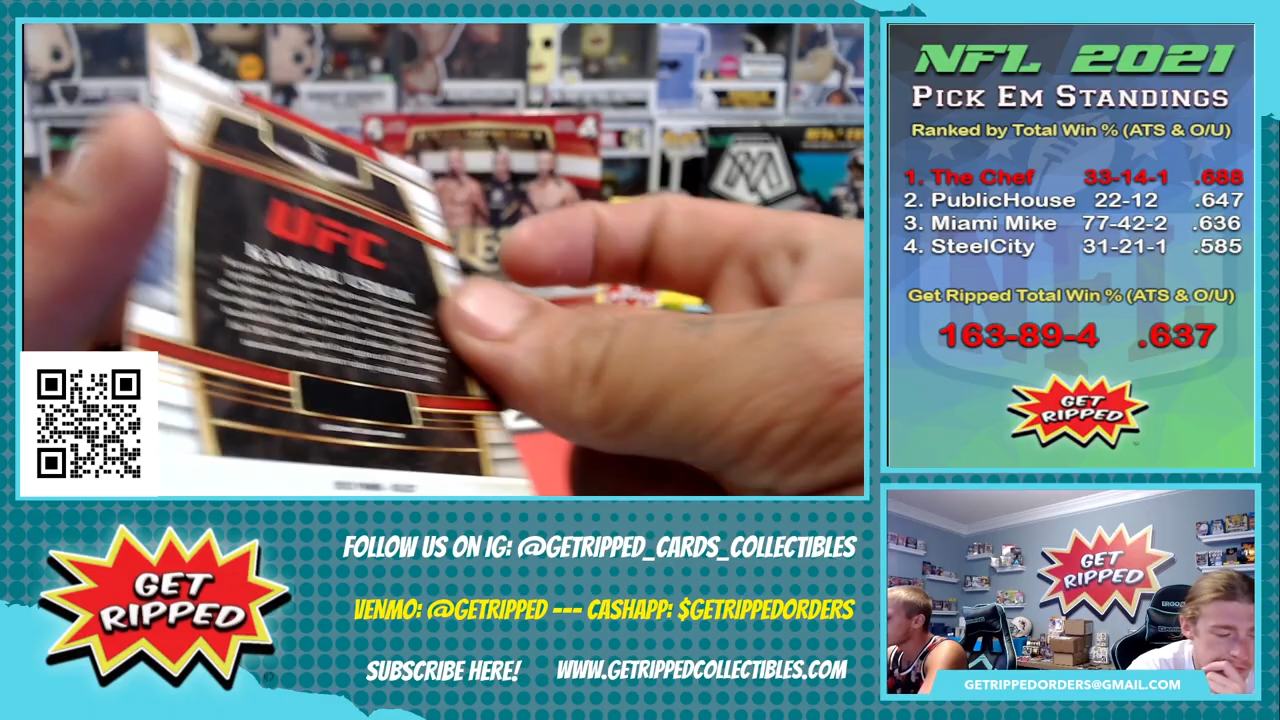 UFC
KAMARU USMAN
NFL 2021
PICK EM STANDINGS
Ranked by Total Win % (ATS & O/U)
1. The Chef 33-14-1 .688
2. PublicHouse 22-12 .647
3. Miami Mike 77-42-2 .636
4. SteelCity 31-21-1 .585
Get Ripped Total Win % (ATS & O/U)
163-89-4 .637
GET
RIPPED
GET
RIPPED
FOLLOW US ON IG: @GETRIPPED_CARDS_COLLECTIBLES
VENMO: @GETRIPPED --- CASHAPP: $GETRIPPEDORDERS
SUBSCRIBE HERE! WWW.GETRIPPEDCOLLECTIBLES.COM
GET
RIPPED
GETRIPPEDORDERS@GMAIL.COM